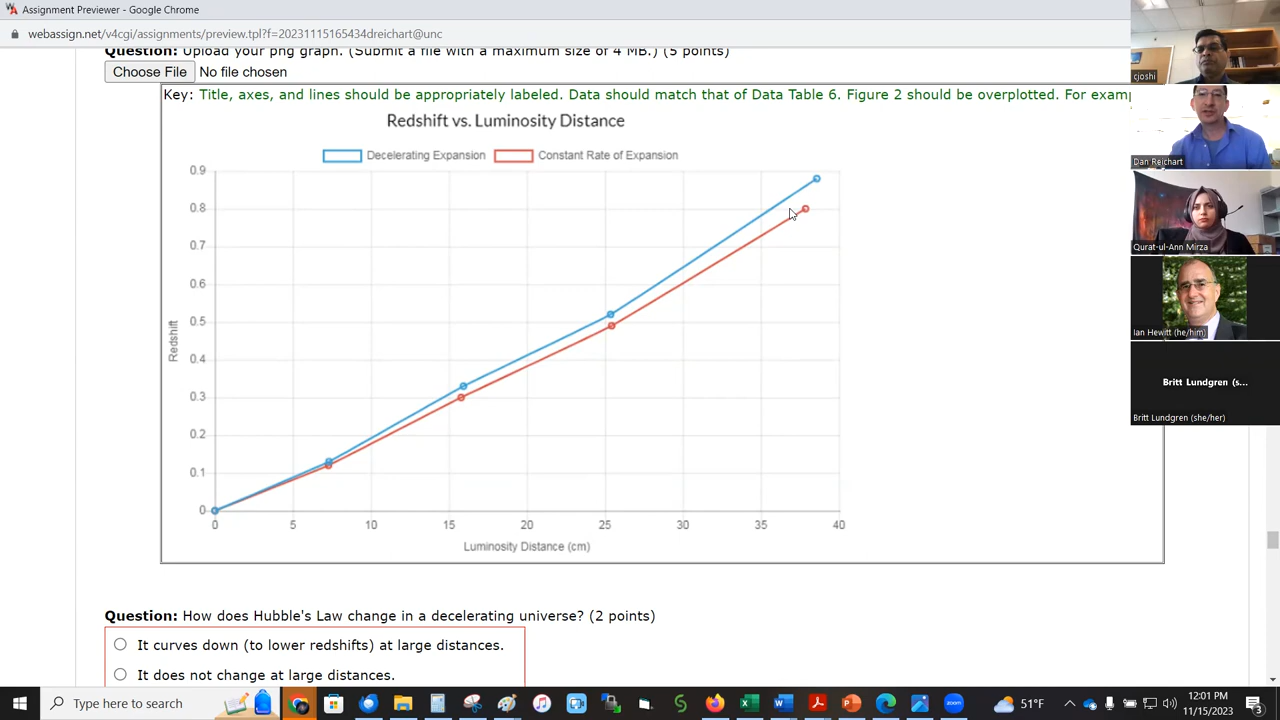 Assignment Previewer - Google Chrome
webassign.net/v4cgi/assignments/preview.tpl?f=20231115165434dreichart@unc
Question: Upload your png graph. (Submit a file with a maximum size of 4 MB.) (5 points)
Choose File No file chosen
Key: Title, axes, and lines should be appropriately labeled. Data should match that of Data Table 6. Figure 2 should be overplotted. For
Redshift vs. Luminosity Distance
Decelerating Expansion Constant Rate of Expansion
0.9
0.8
0.7
0.6
0.5
0.4
0.3
0.2
0.1
0
Redshift
0 5 10 15 20 25 30 35 40
Luminosity Distance (cm)
Question: How does Hubble's Law change in a decelerating universe? (2 points)
It curves down (to lower redshifts) at large distances.
It does not change at large distances.
cjoshi
Dan Reichart
Qurat-ul-Ann Mirza
Ian Hewitt (he/him)
Britt Lundgren (s...
Britt Lundgren (she/her)
Type here to search
51°F
12:01 PM
11/15/2023
3